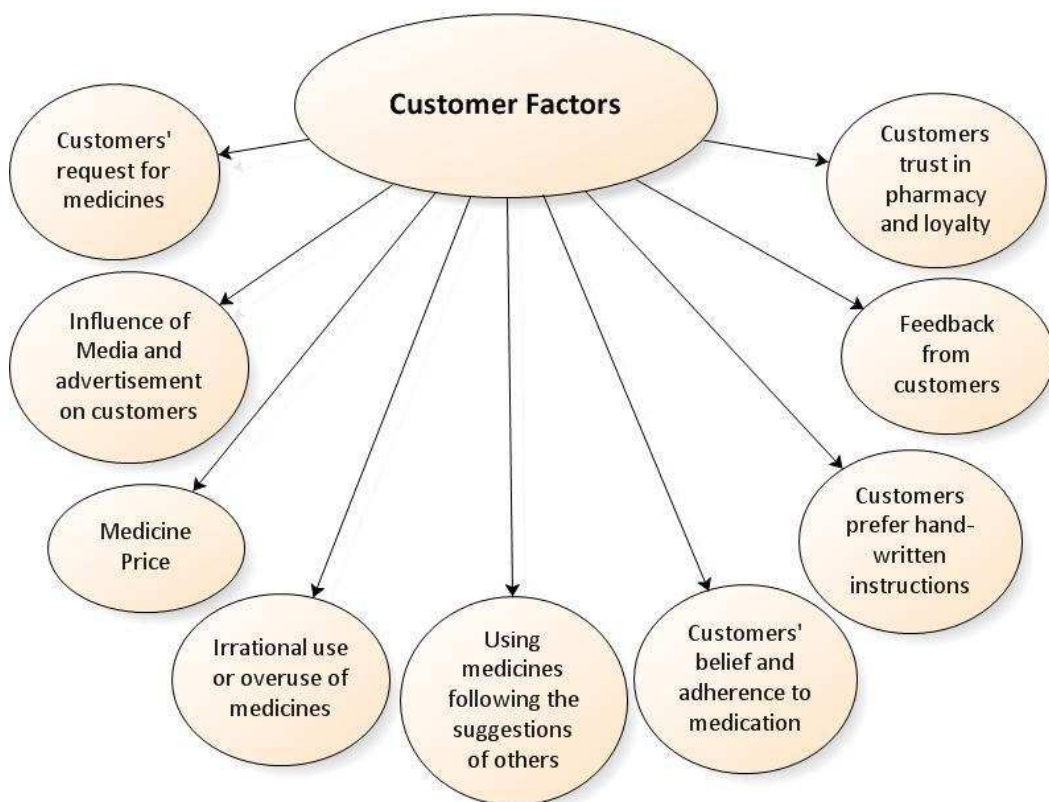 Customer Factors
Customers'
request for
medicines
Influence of
Media and
advertisement
on customers
Medicine
Price
Irrational use
or overuse of
medicines
Using
medicines
following the
suggestions
of others
Customers'
belief and
adherence to
medication
Customers
prefer hand-
written
instructions
Feedback
from
customers
Customers
trust in
pharmacy
and loyalty